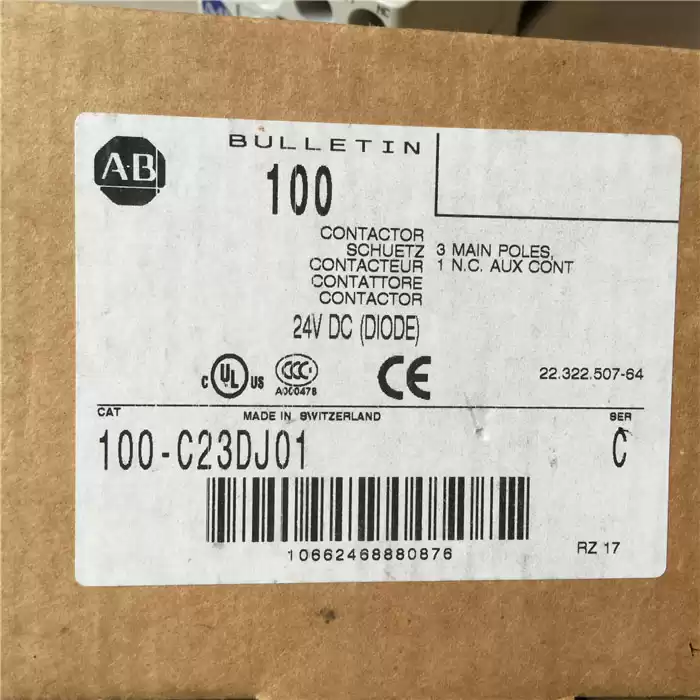 A-B
BULLETIN
100
CONTACTOR
SCHUETZ 3 MAIN POLES,
CONTACTEUR 1 N.C. AUX CONT
CONTATTORE
CONTACTOR
24V DC (DIODE)
C UL US CCC CE
A000478
22.322.507-64
CAT MADE IN SWITZERLAND SER
100-C23DJ01 C
10662468880876
RZ 17